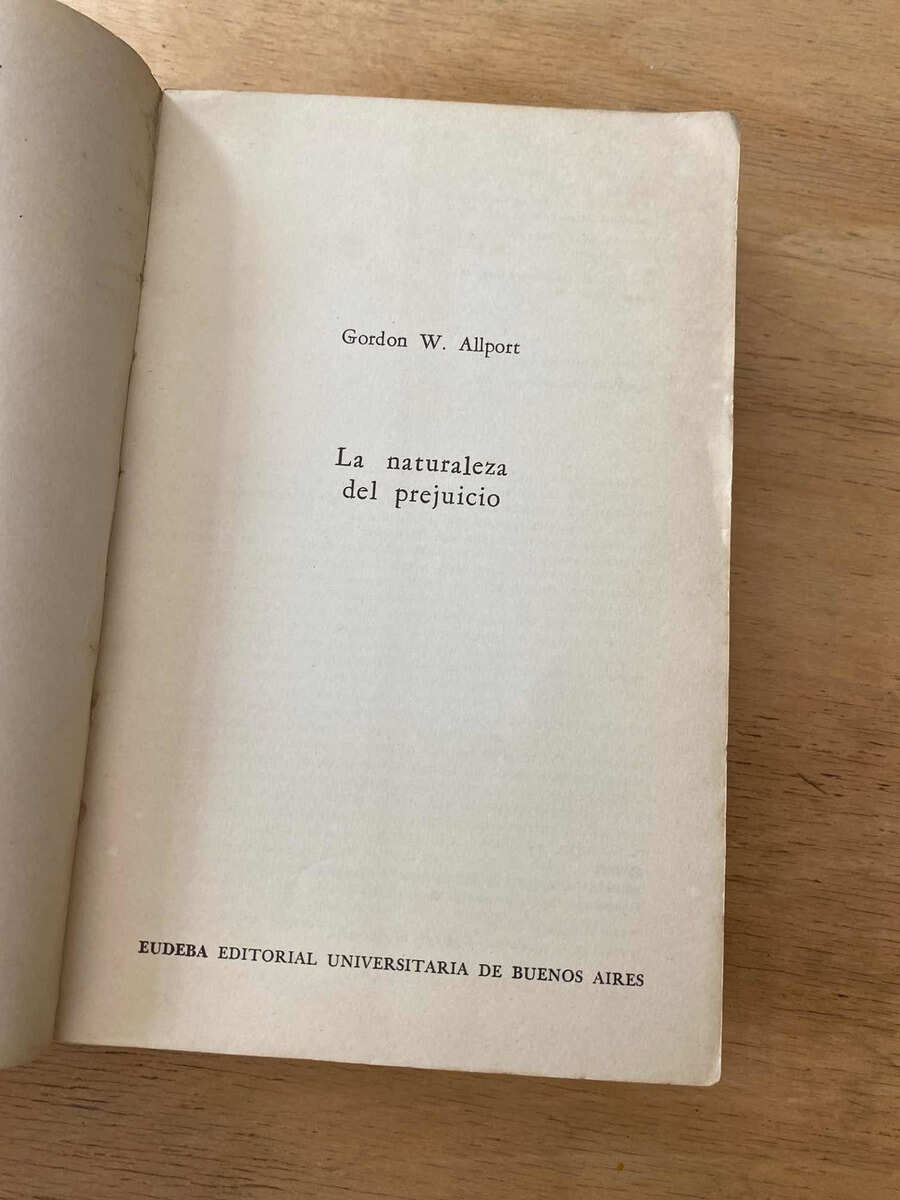 Gordon W. Allport
La naturaleza
del prejuicio
EUDEBA EDITORIAL UNIVERSITARIA DE BUENOS AIRES